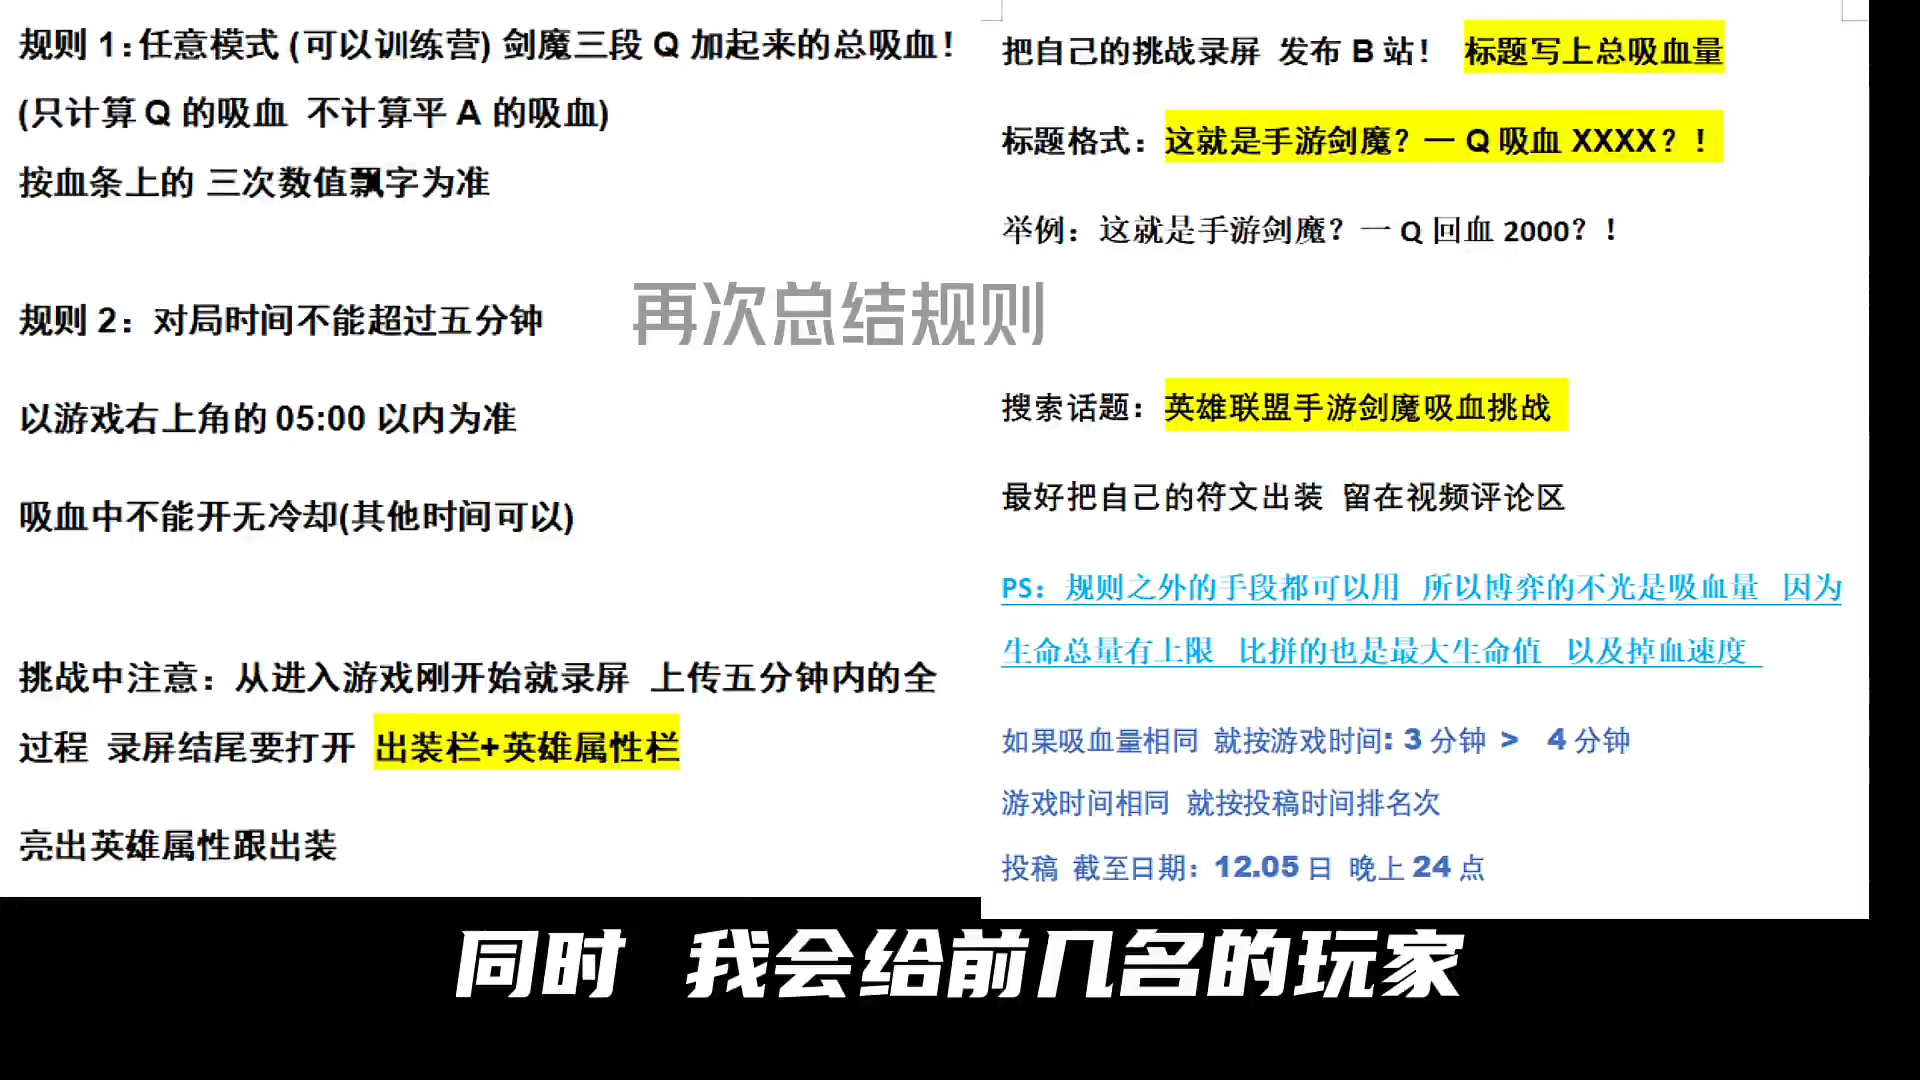 规则 1:任意模式 (可以训练营) 剑魔三段 Q 加起来的总吸血!
(只计算 Q 的吸血 不计算平 A 的吸血)
按血条上的 三次数值飘字为准
规则 2：对局时间不能超过五分钟
以游戏右上角的 05:00 以内为准
吸血中不能开无冷却(其他时间可以)
挑战中注意：从进入游戏刚开始就录屏 上传五分钟内的全
过程 录屏结尾要打开 出装栏+英雄属性栏
亮出英雄属性跟出装
再次总结规则
把自己的挑战录屏 发布 B 站！ 标题写上总吸血量
标题格式：这就是手游剑魔？一 Q 吸血 XXXX？！
举例：这就是手游剑魔？一 Q 回血 2000？！
搜索话题：英雄联盟手游剑魔吸血挑战
最好把自己的符文出装 留在视频评论区
PS：规则之外的手段都可以用 所以博弈的不光是吸血量 因为
生命总量有上限 比拼的也是最大生命值 以及掉血速度
如果吸血量相同 就按游戏时间: 3 分钟 > 4 分钟
游戏时间相同 就按投稿时间排名次
投稿 截至日期：12.05 日 晚上 24 点
同时 我会给前几名的玩家